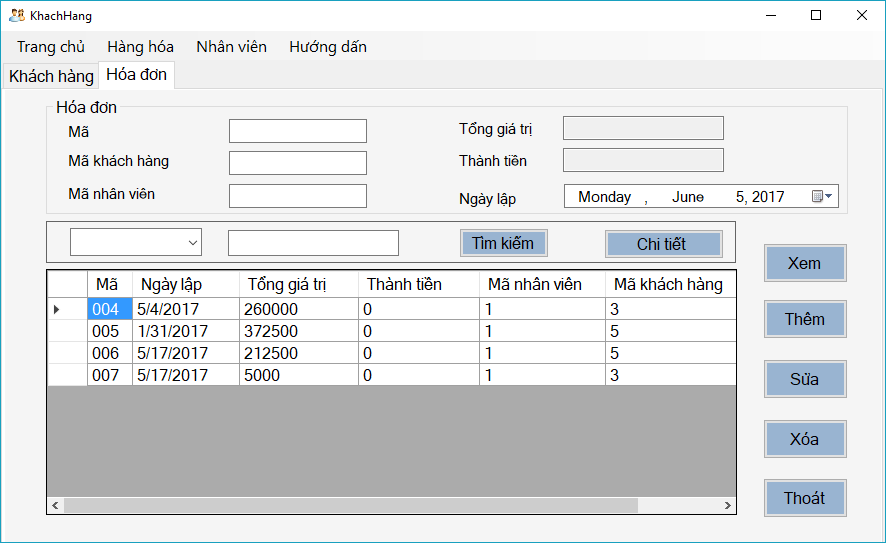 KhachHang
Trang chủ Hàng hóa Nhân viên Hướng dấn
Khách hàng Hóa đơn
Hóa đơn
Mã
Mã khách hàng
Mã nhân viên
Tổng giá trị
Thành tiên
Ngày lập Monday , June 5, 2017
Tìm kiếm Chi tiết
Mã Ngày lập Tổng giá trị Thành tiền Mã nhân viên Mã khách hàng
004 5/4/2017 260000 0 1 3
005 1/31/2017 372500 0 1 5
006 5/17/2017 212500 0 1 5
007 5/17/2017 5000 0 1 3
Xem
Thêm
Sửa
Xóa
Thoát